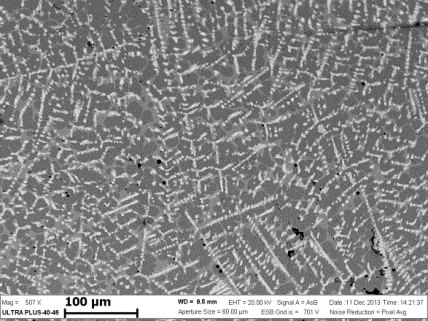 Mag = 507 X
100 µm
WD = 9.5 mm
EHT = 20.00 kV
Signal A = AsB
Date :11 Dec 2013 Time :14:21:37
ULTRA PLUS-40-46
Aperture Size = 60.00 µm
ESB Grid is = 701 V
Noise Reduction = Pixel Avg.